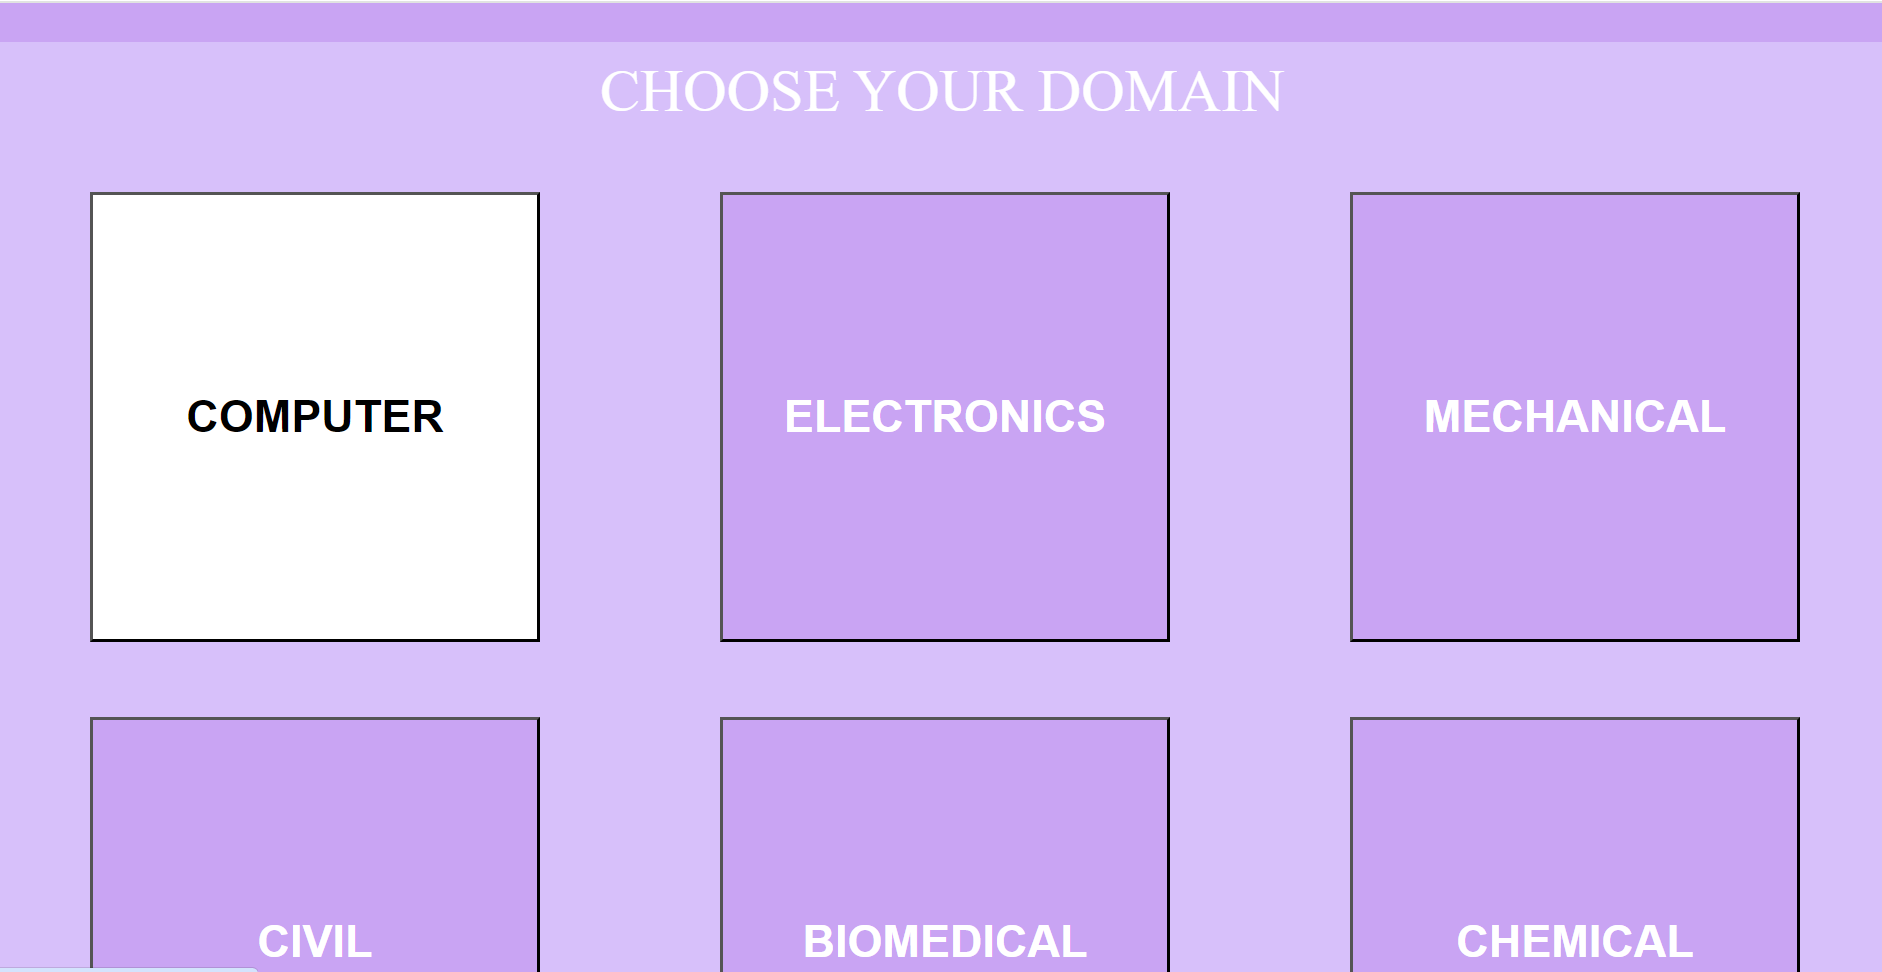 CHOOSE YOUR DOMAIN
COMPUTER
ELECTRONICS
MECHANICAL
CIVIL
BIOMEDICAL
CHEMICAL